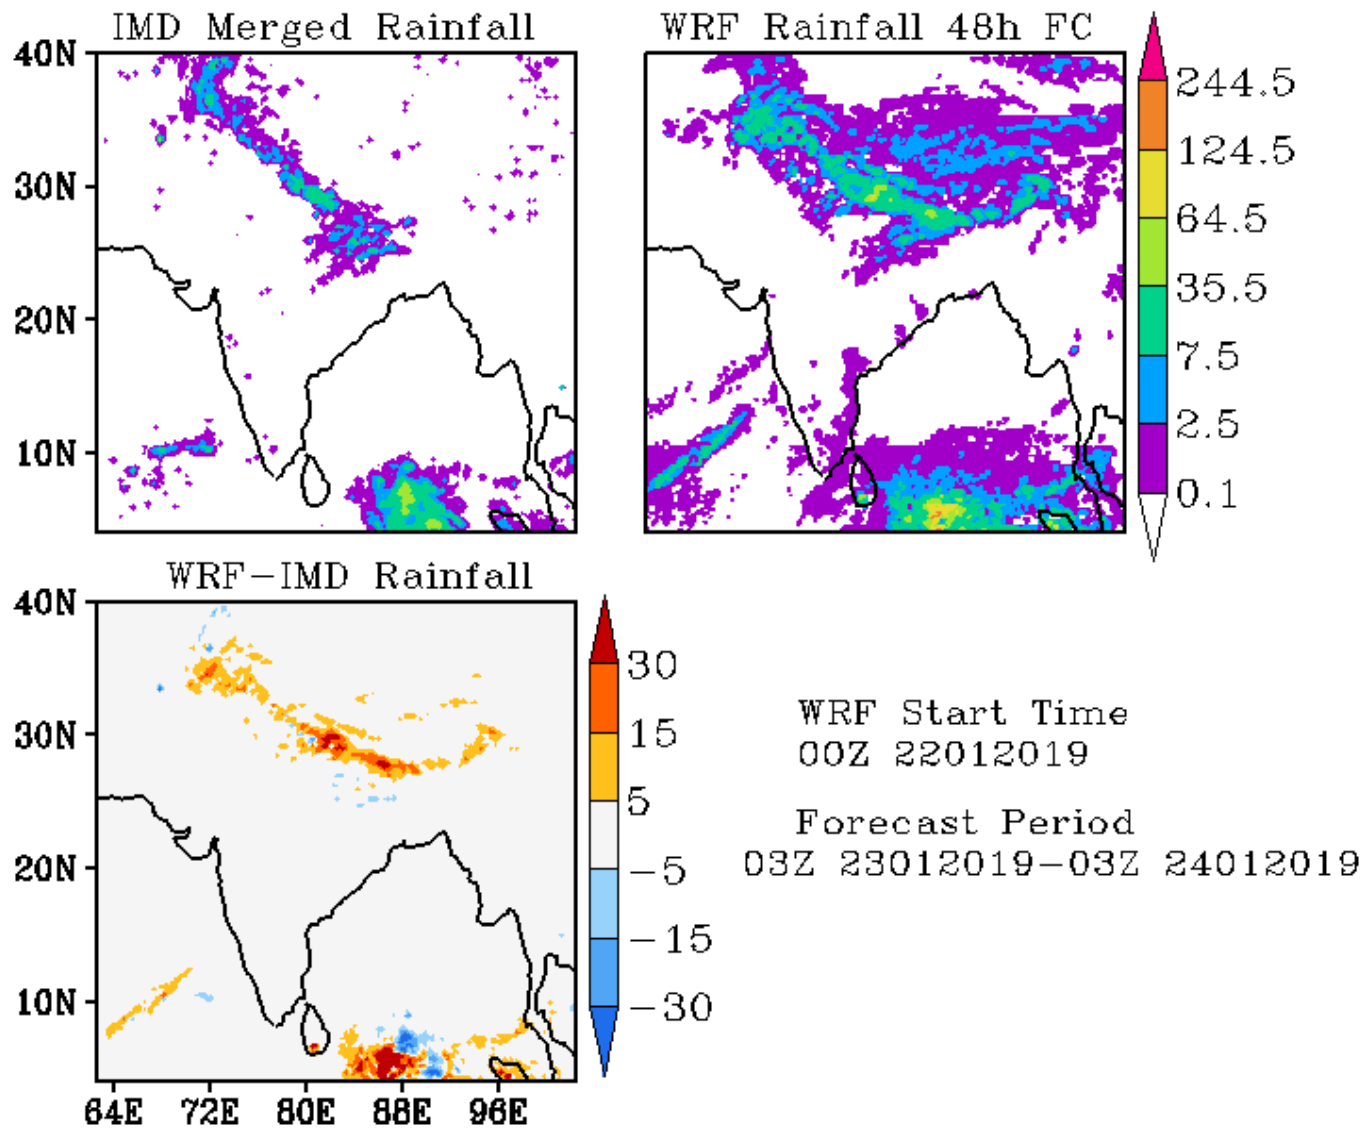 IMD Merged Rainfall
WRF Rainfall 48h FC
40N
30N
20N
10N
244.5
124.5
64.5
35.5
7.5
2.5
0.1
WRF-IMD Rainfall
40N
30N
20N
10N
64E 72E 80E 88E 96E
30
15
5
-5
-15
-30
WRF Start Time
00Z 22012019
Forecast Period
03Z 23012019-03Z 24012019